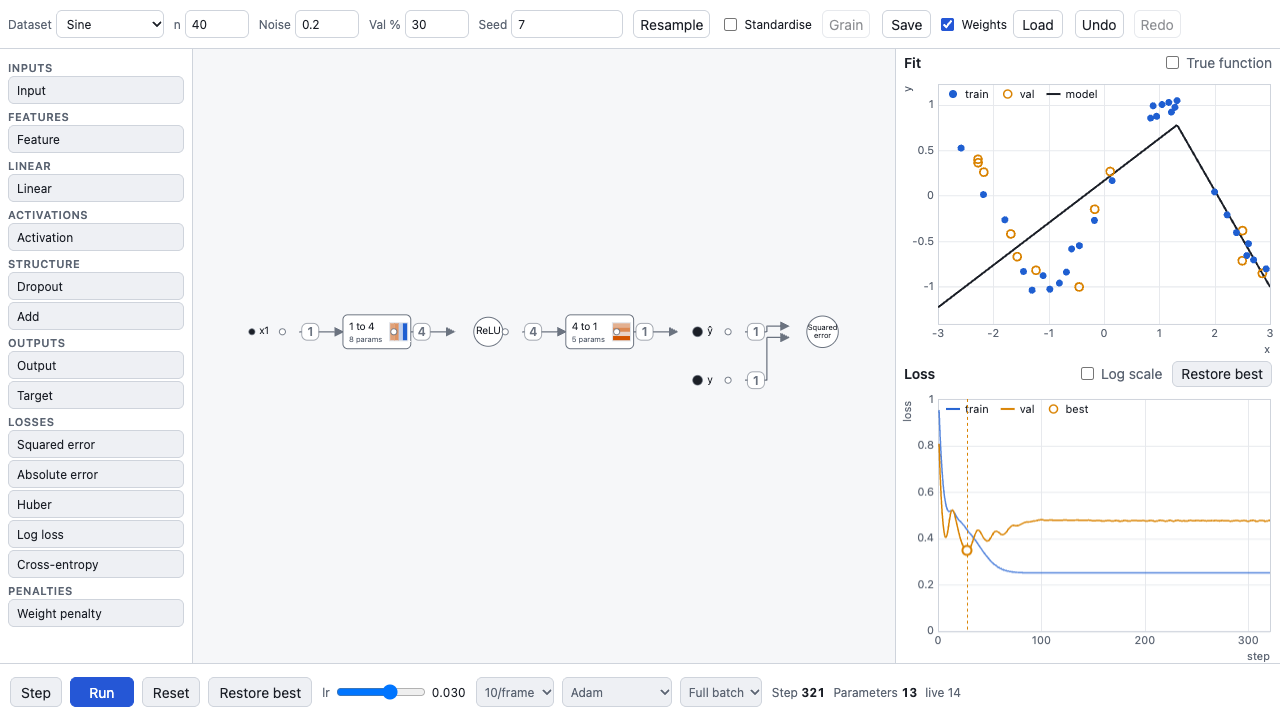 Dataset Sine n 40 Noise 0.2 Val % 30 Seed 7 Resample Standardise Grain Save Weights Load Undo Redo
INPUTS
Input
FEATURES
Feature
LINEAR
Linear
ACTIVATIONS
Activation
STRUCTURE
Dropout
Add
OUTPUTS
Output
Target
LOSSES
Squared error
Absolute error
Huber
Log loss
Cross-entropy
PENALTIES
Weight penalty
x1 1 1 to 4 4 ReLU 4 4 to 1 1 ŷ 1 Squared
8 params 5 params error
y 1
Fit True function
y
train val model
1
0.5
0
-0.5
-1
-3 -2 -1 0 1 2 3
x
Loss Log scale Restore best
loss
train val best
1
0.8
0.6
0.4
0.2
0
0 100 200 300
step
Step Run Reset Restore best lr 0.030 10/frame Adam Full batch Step 321 Parameters 13 live 14